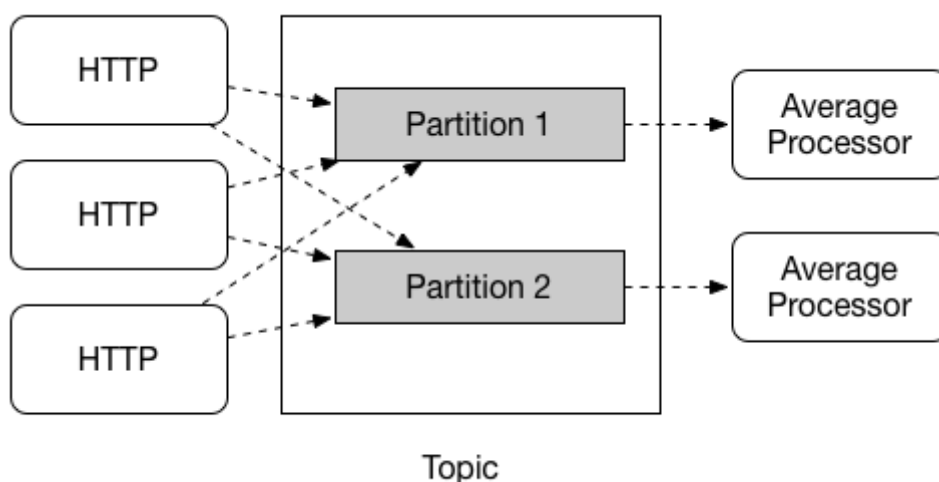 HTTP
HTTP
HTTP
Partition 1
Partition 2
Average
Processor
Average
Processor
Topic